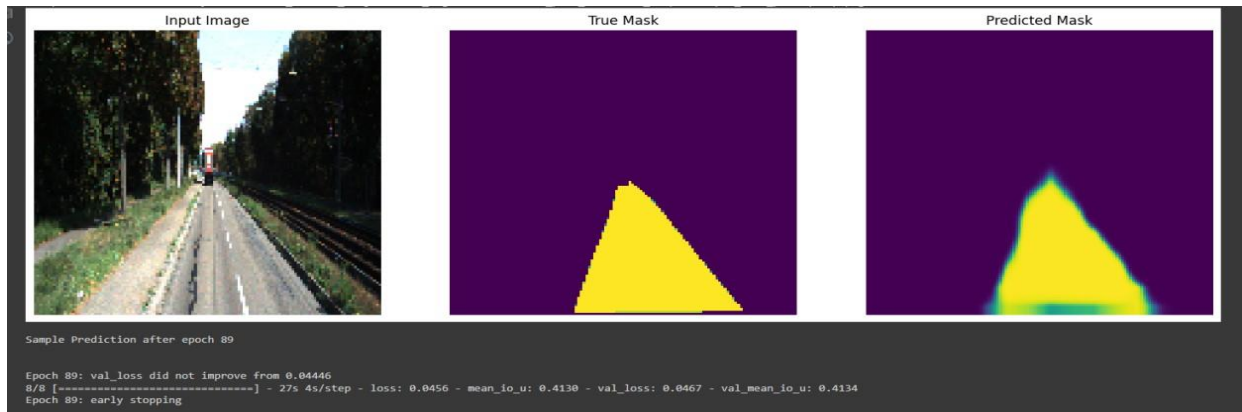 Input Image True Mask Predicted Mask
Sample Prediction after epoch 89
Epoch 89: val_loss did not improve from 0.04446
8/8 [==============================] - 27s 4s/step - loss: 0.0456 - mean_io_u: 0.4130 - val_loss: 0.0467 - val_mean_io_u: 0.4134
Epoch 89: early stopping